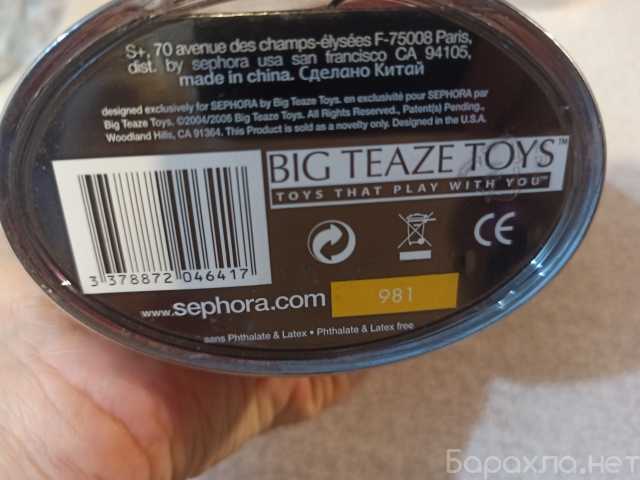 S+, 70 avenue des champs-élysées F-75008 Paris,
dist. by sephora usa san francisco CA 94105,
made in china. Сделано Китай
designed exclusively for SEPHORA by Big Teaze Toys. en exclusivité pour SEPHORA par
Big Teaze Toys, ©2004/2006 Big Teaze Toys. All Rights Reserved., Patent(s) Pending.,
Woodland Hills, CA 91364. This Product is sold as a novelty only. Designed in the U.S.A.
BIG TEAZE TOYS™
TOYS THAT PLAY WITH YOU™
3 378872 046417
CE
www.sephora.com
981
sans Phthalate & Latex • Phthalate & Latex free
Барахла.нет